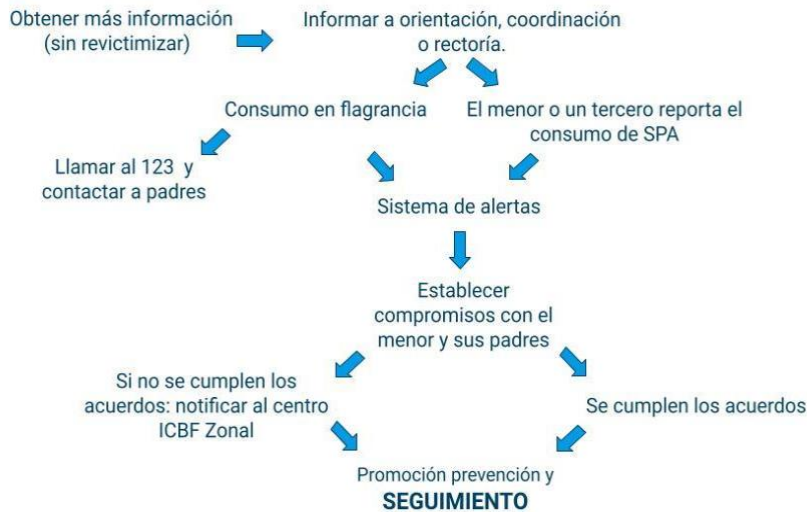 Obtener más información
(sin revictimizar)
Informar a orientación, coordinación
o rectoría.
Consumo en flagrancia
El menor o un tercero reporta el
consumo de SPA
Llamar al 123 y
contactar a padres
Sistema de alertas
Establecer
compromisos con el
menor y sus padres
Si no se cumplen los
acuerdos: notificar al centro
ICBF Zonal
Se cumplen los acuerdos
Promoción prevención y
SEGUIMIENTO